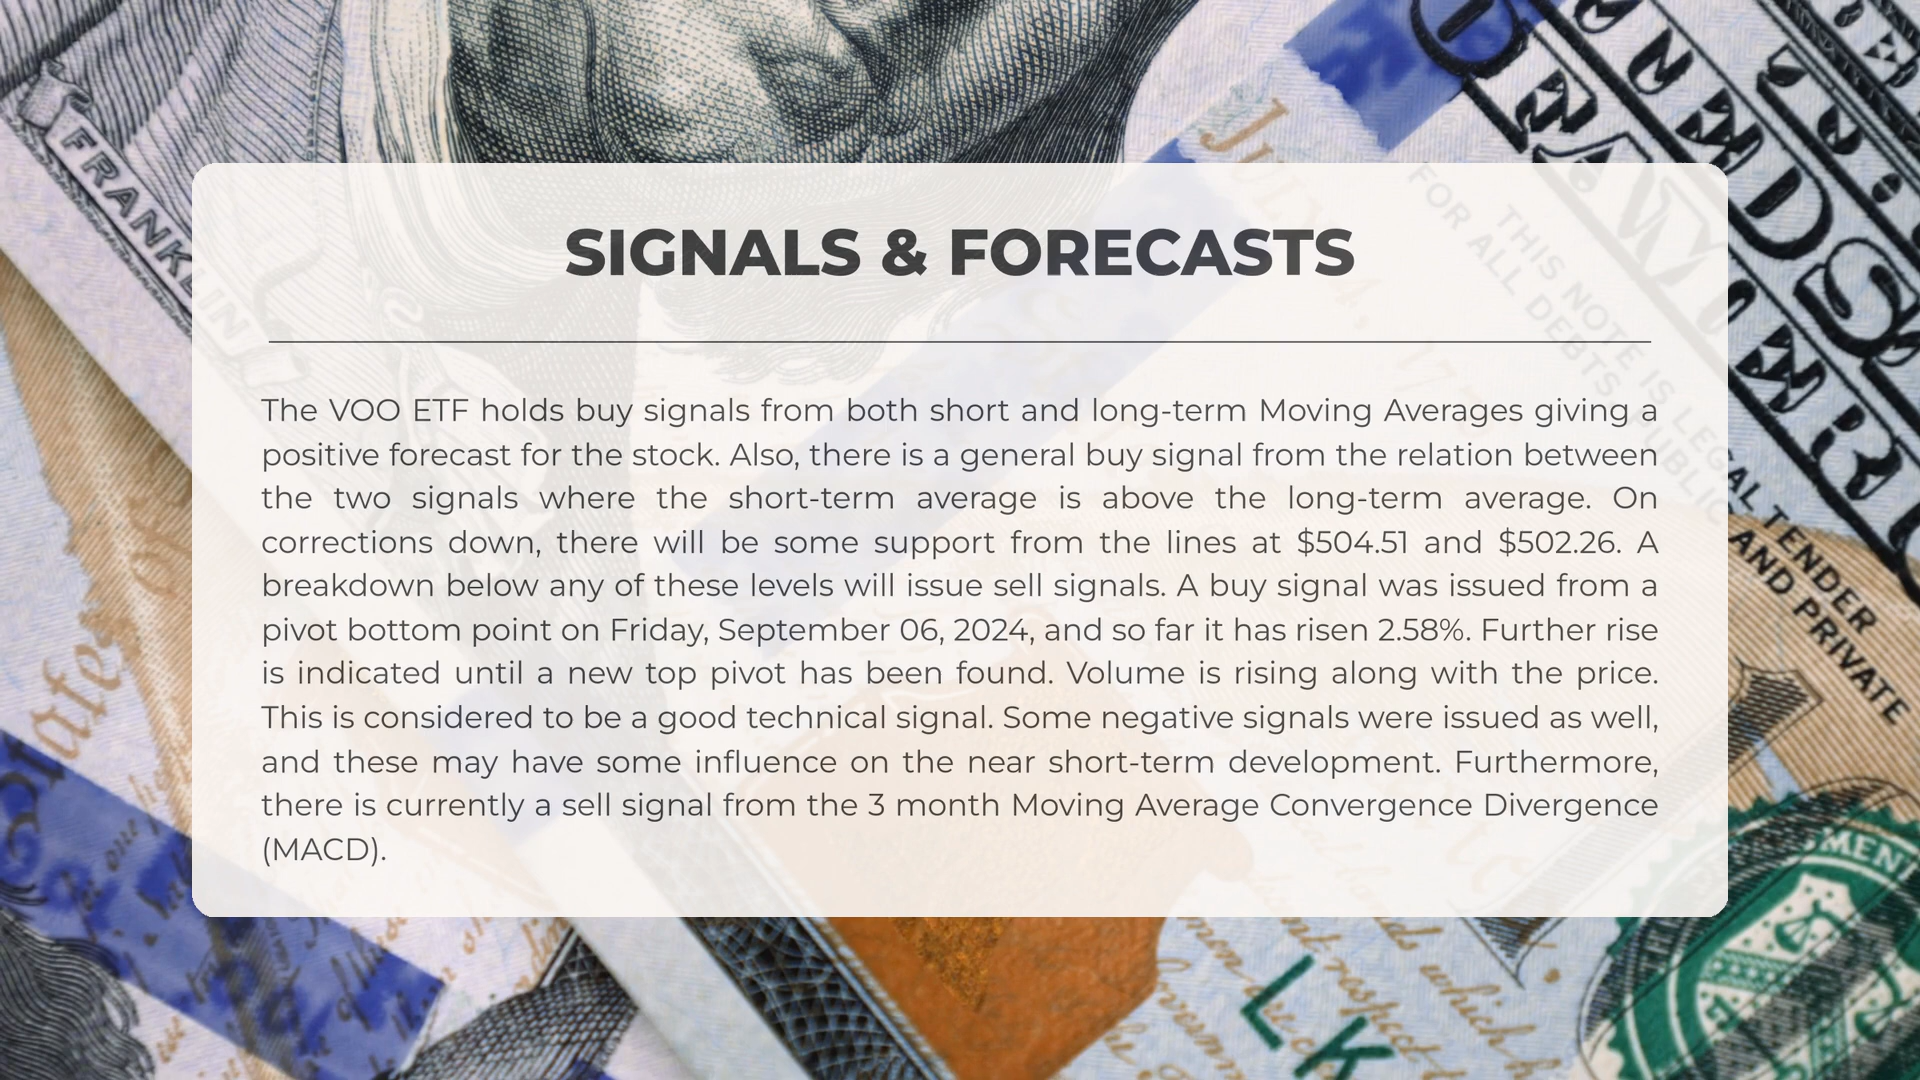 FRANKLIN
SIGNALS & FORECASTS
THIS NOTE IS LEGAL TENDER
FOR ALL DEBTS, PUBLIC AND PRIVATE
The VOO ETF holds buy signals from both short and long-term Moving Averages giving a
positive forecast for the stock. Also, there is a general buy signal from the relation between
the two signals where the short-term average is above the long-term average. On
corrections down, there will be some support from the lines at $504.51 and $502.26. A
breakdown below any of these levels will issue sell signals. A buy signal was issued from a
pivot bottom point on Friday, September 06, 2024, and so far it has risen 2.58%. Further rise
is indicated until a new top pivot has been found. Volume is rising along with the price.
This is considered to be a good technical signal. Some negative signals were issued as well,
and these may have some influence on the near short-term development. Furthermore,
there is currently a sell signal from the 3 month Moving Average Convergence Divergence
(MACD).
LK